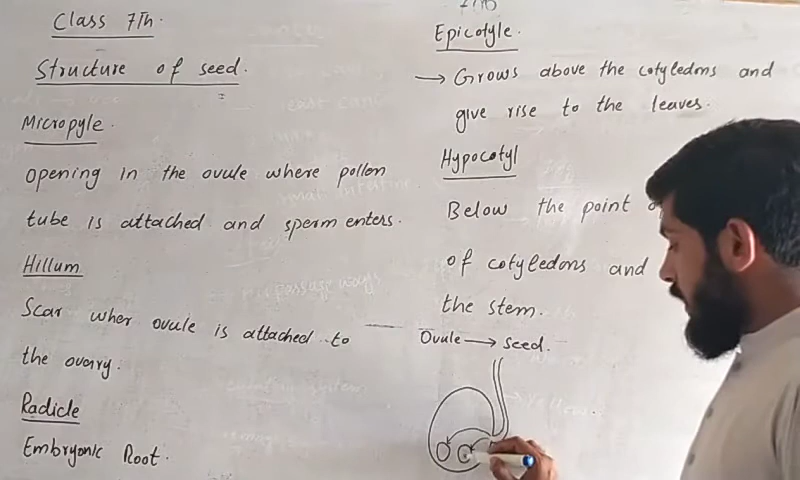 Class 7Th.
Structure of seed.
Micropyle.
opening in the ovule where pollen
tube is attached and sperm enters.
Hillum
Scar wher ovule is attached to
the ovary.
Radicle
Embryonic Root.
Epicotyle.
→ Grows above the cotyledons and
give rise to the leaves.
Hypocotyl
Below the point
of cotyledons and
the stem.
Ovule → seed.